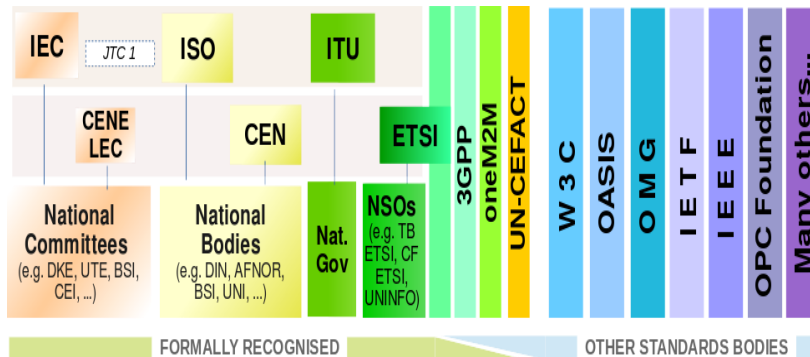 IEC
JTC 1
ISO
ITU
CENE
LEC
CEN
ETSI
National
Committees
(e.g. DKE, UTE, BSI,
CEI, ...)
National
Bodies
(e.g. DIN, AFNOR,
BSI, UNI, ...)
Nat.
Gov
NSOs
(e.g. TB
ETSI, CF
ETSI,
UNINFO)
3GPP
oneM2M
UN-CEFACT
W3C
OASIS
OMG
IETF
IEEE
OPC Foundation
Many others...
FORMALLY RECOGNISED
OTHER STANDARDS BODIES